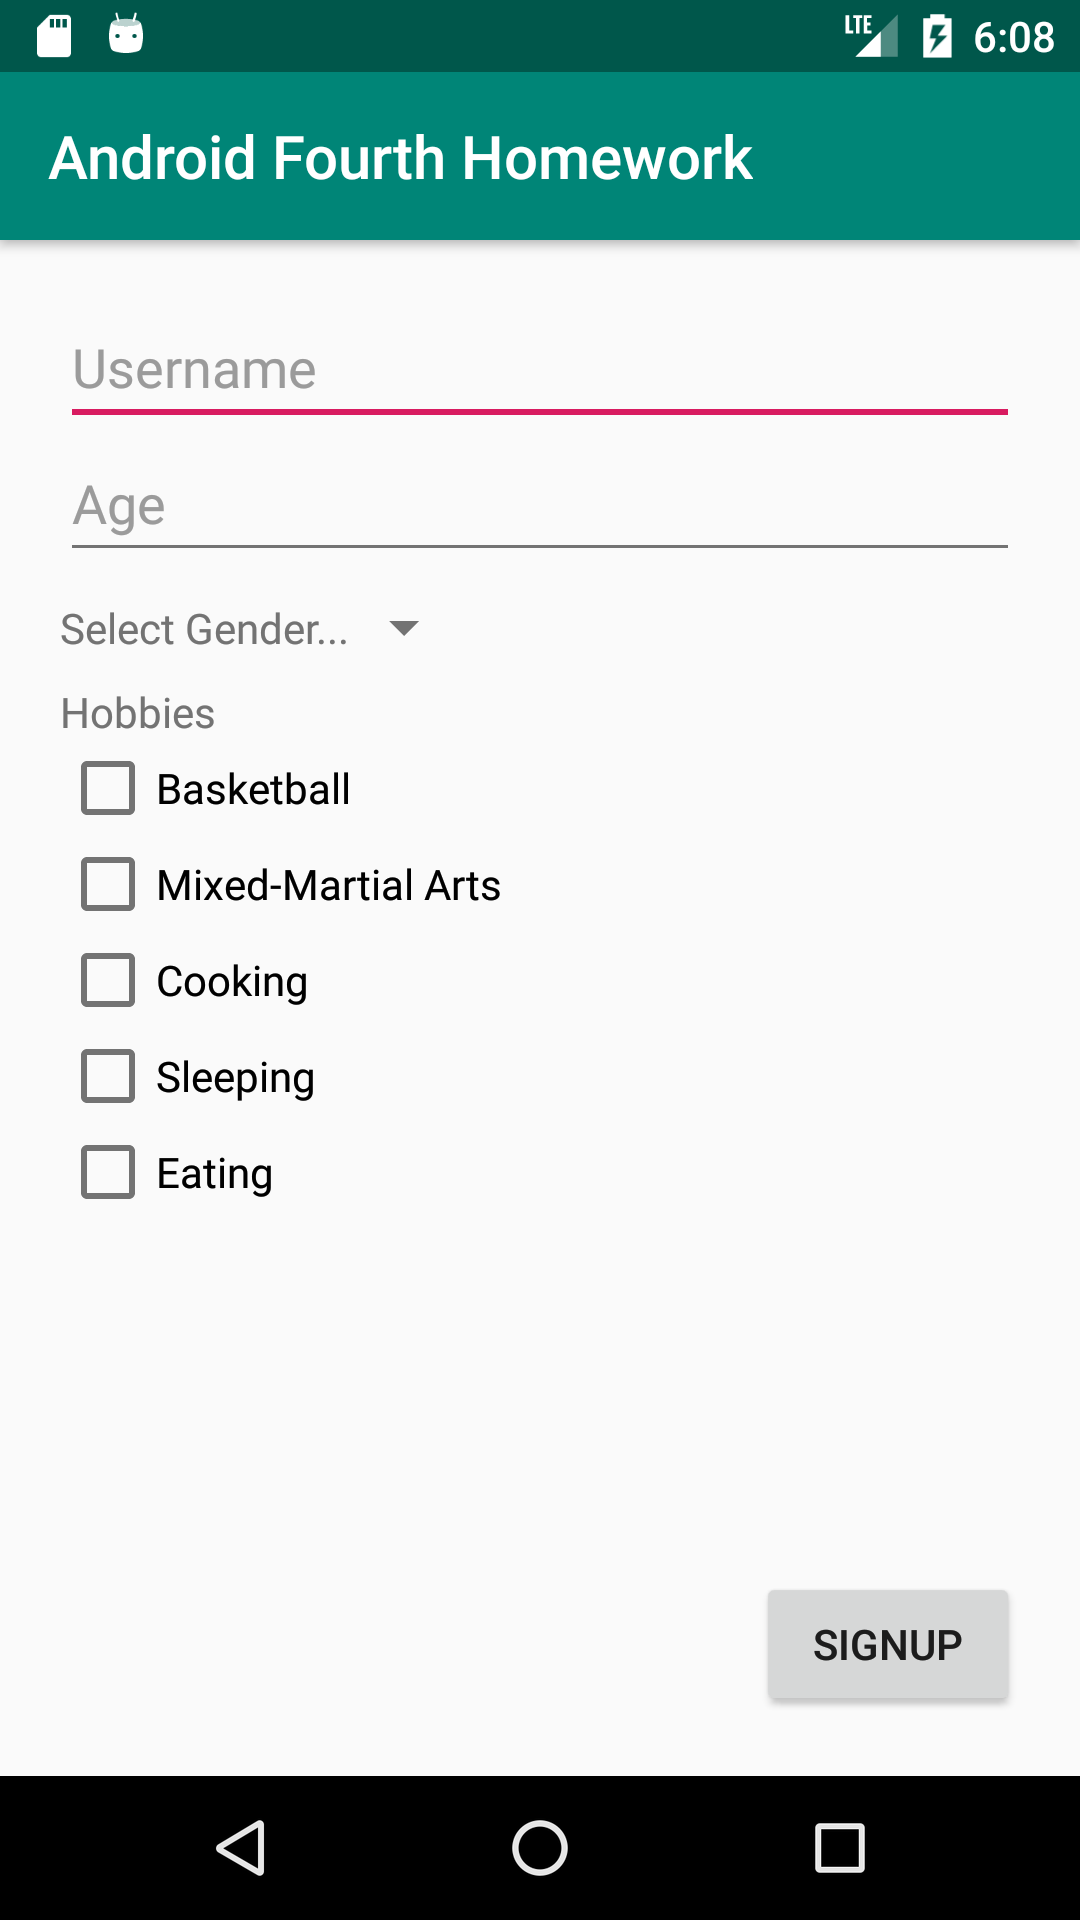 LTE 6:08
Android Fourth Homework
Username
Age
Select Gender...
Hobbies
Basketball
Mixed-Martial Arts
Cooking
Sleeping
Eating
SIGNUP